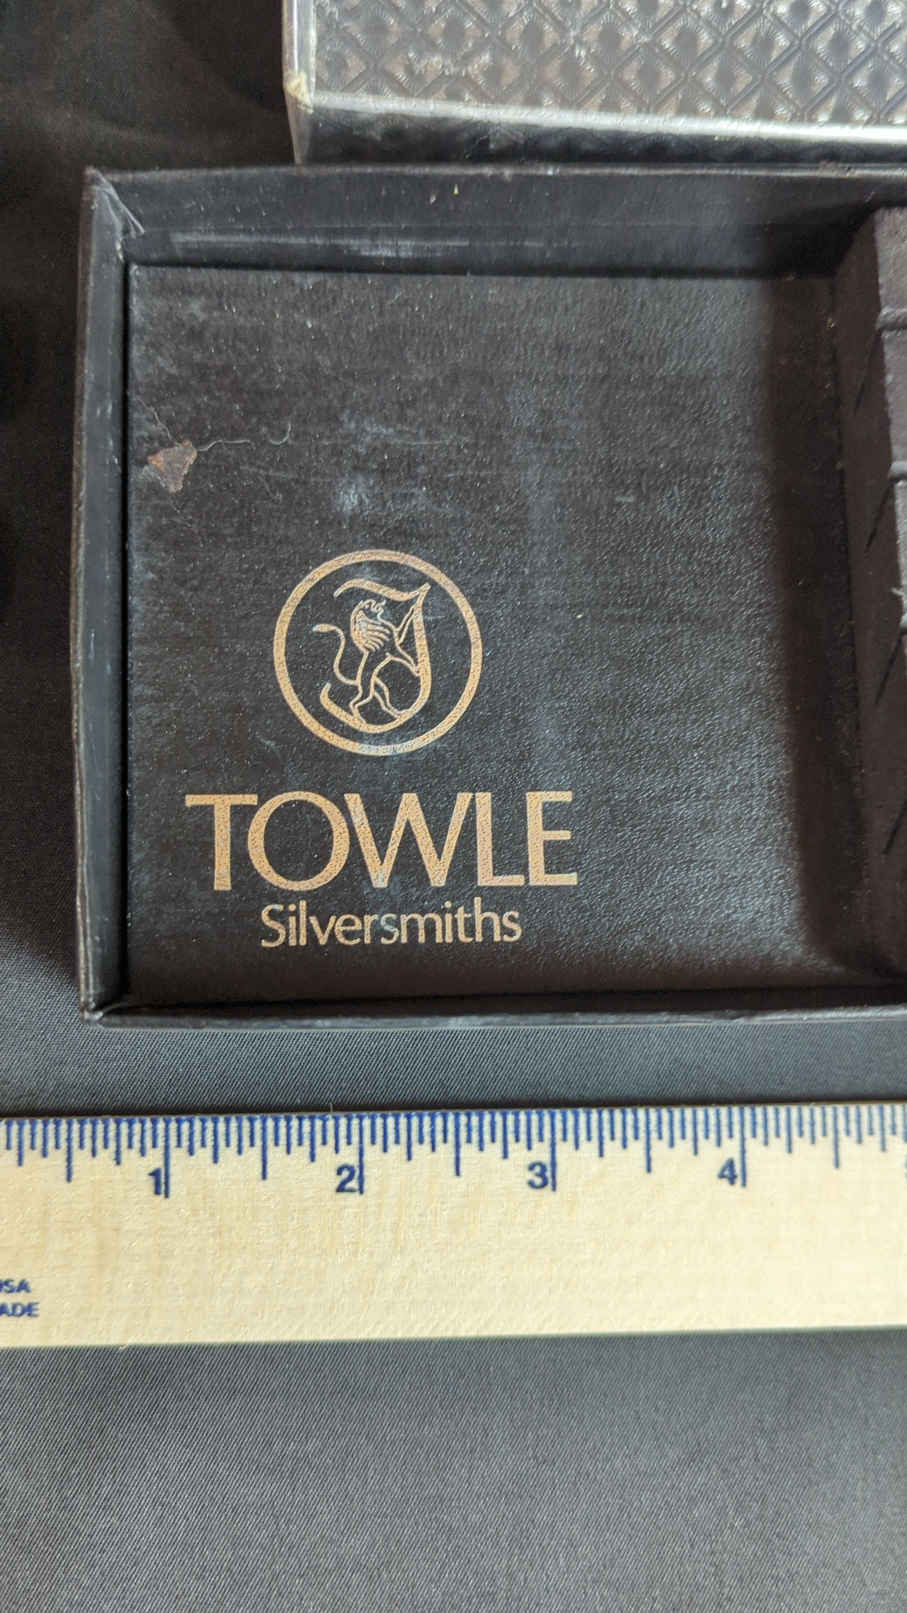 TOWLE
Silversmiths
1 2 3 4
USA
ADE